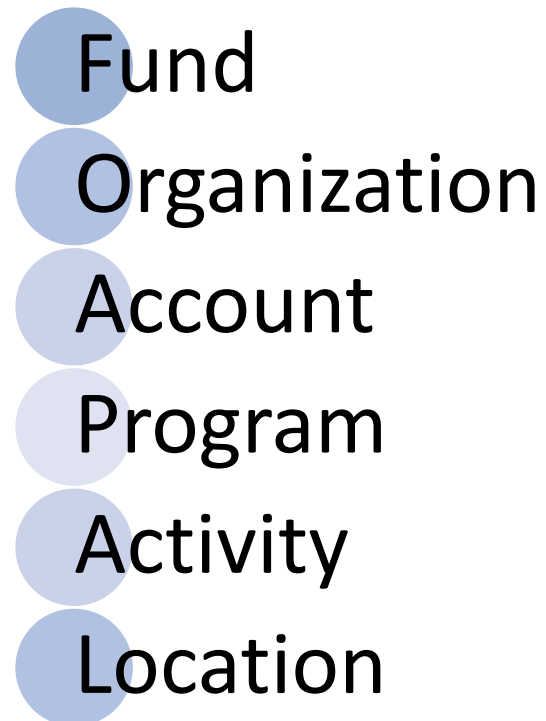 Fund
Organization
Account
Program
Activity
Location